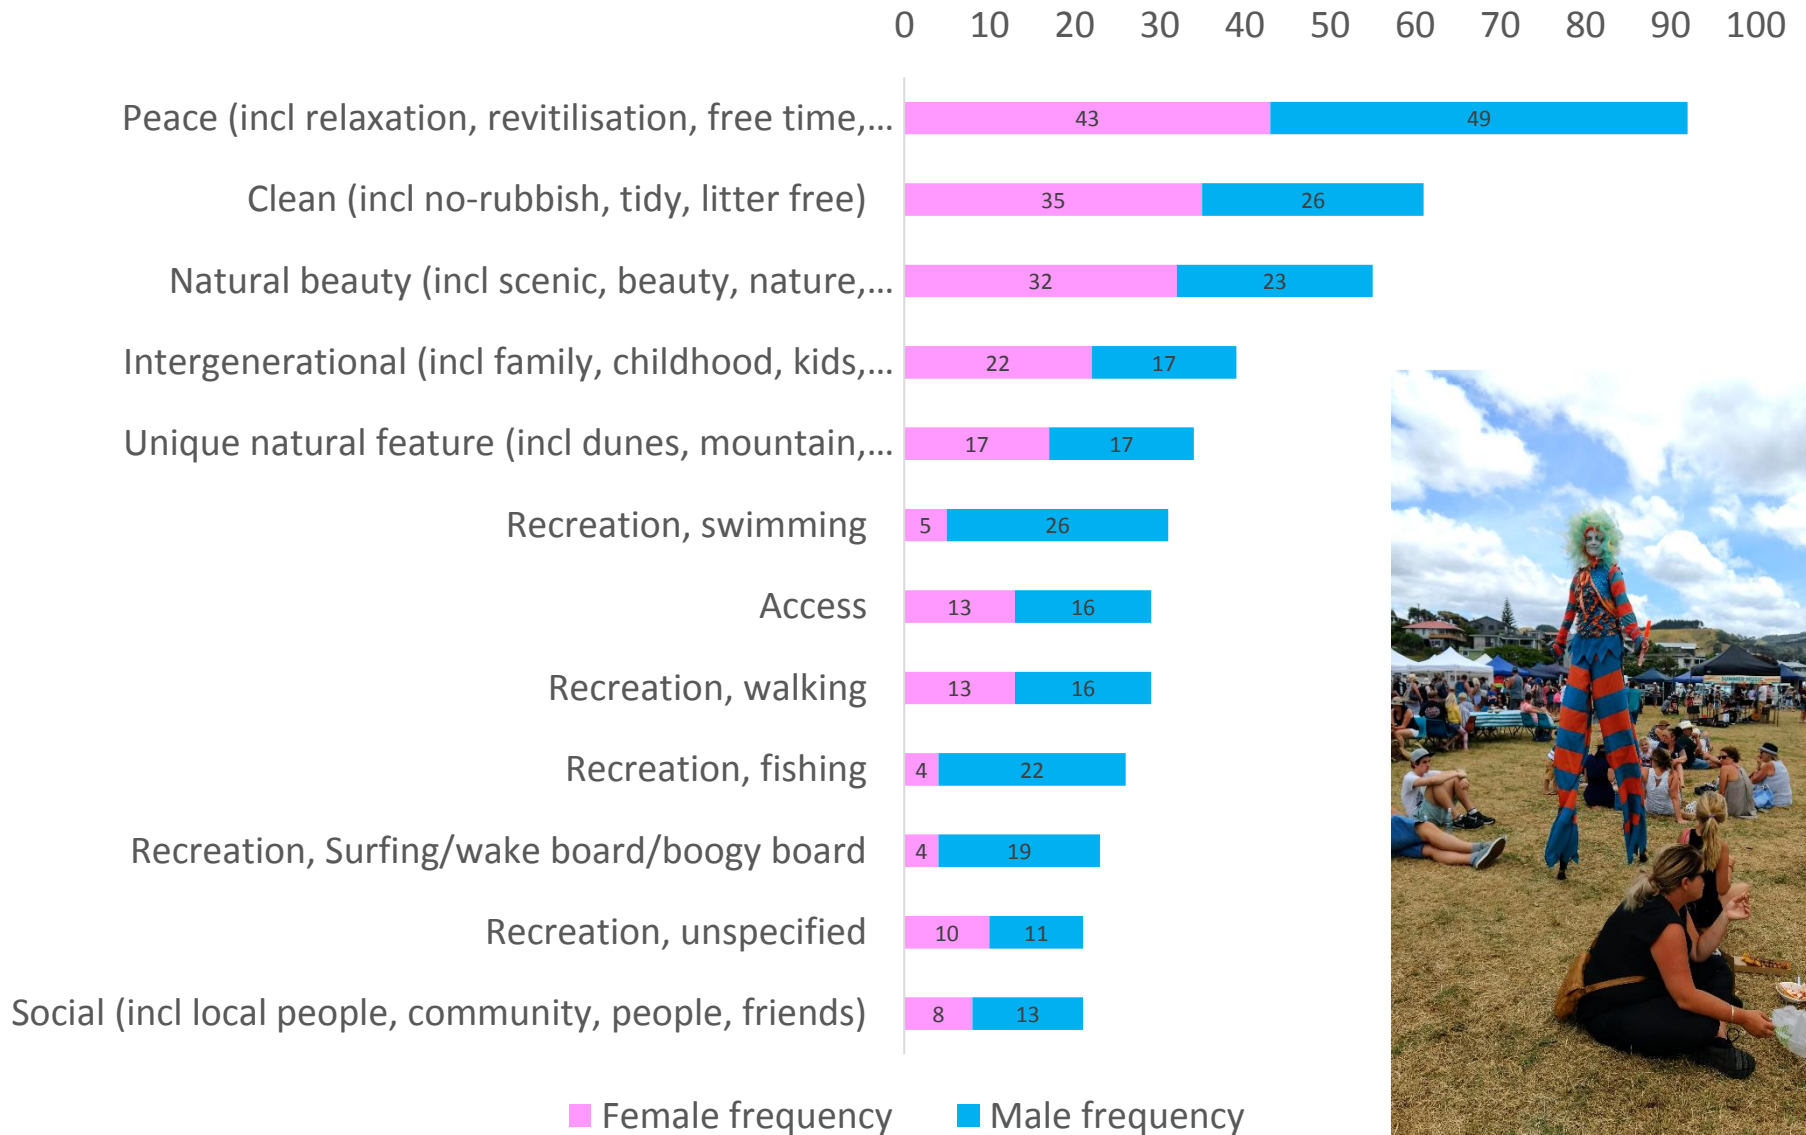 0 10 20 30 40 50 60 70 80 90 100
Peace (incl relaxation, revitilisation, free time,... 43 49
Clean (incl no-rubbish, tidy, litter free) 35 26
Natural beauty (incl scenic, beauty, nature,... 32 23
Intergenerational (incl family, childhood, kids,... 22 17
Unique natural feature (incl dunes, mountain,... 17 17
Recreation, swimming 5 26
Access 13 16
Recreation, walking 13 16
Recreation, fishing 4 22
Recreation, Surfing/wake board/boogy board 4 19
Recreation, unspecified 10 11
Social (incl local people, community, people, friends) 8 13
Female frequency Male frequency